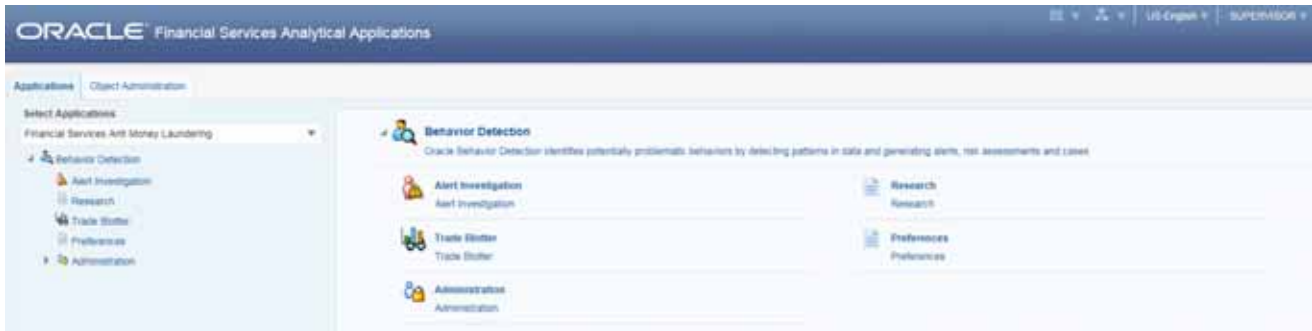 ORACLE Financial Services Analytical Applications
US-English
SUPERVISOR
Applications
Object Administration
Select Applications
Financial Services Anti Money Laundering
Behavior Detection
Alert Investigation
Research
Trade Blotter
Preferences
Administration
Behavior Detection
Oracle Behavior Detection identifies potentially problematic behaviors by detecting patterns in data and generating alerts, risk assessments and cases
Alert Investigation
Alert Investigation
Research
Research
Trade Blotter
Trade Blotter
Preferences
Preferences
Administration
Administration